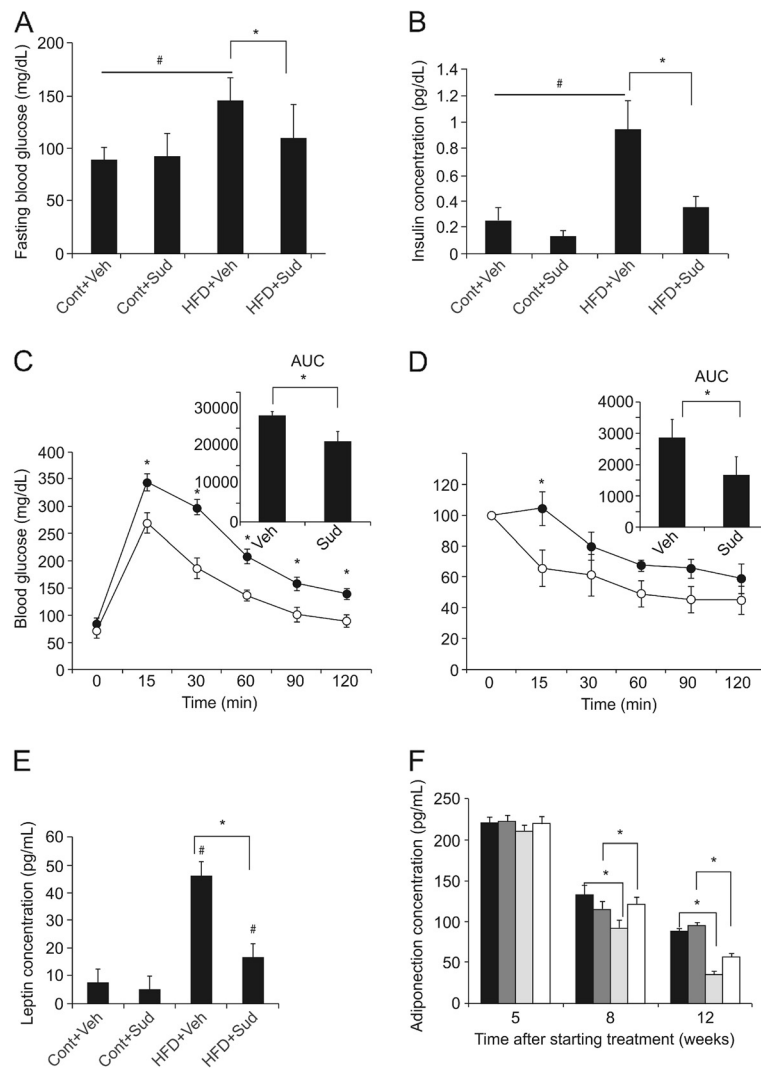 A
Fasting blood glucose (mg/dL)
200
150
100
50
0
#
*
Cont+Veh
Cont+Sud
HFD+Veh
HFD+Sud
B
Insulin concentration (pg/dL)
1.4
1.2
1
0.8
0.6
0.4
0.2
0
#
*
Cont+Veh
Cont+Sud
HFD+Veh
HFD+Sud
C
AUC
*
30000
20000
10000
0
Veh
Sud
Blood glucose (mg/dL)
400
350
300
250
200
150
100
50
0
*
*
*
*
*
0 15 30 60 90 120
Time (min)
D
AUC
*
4000
3000
2000
1000
0
Veh
Sud
120
100
80
60
40
20
0
*
0 15 30 60 90 120
Time (min)
E
Leptin concentration (pg/mL)
60
50
40
30
20
10
0
*
#
#
Cont+Veh
Cont+Sud
HFD+Veh
HFD+Sud
F
Adiponection concentration (pg/mL)
250
200
150
100
50
0
*
*
*
*
5 8 12
Time after starting treatment (weeks)